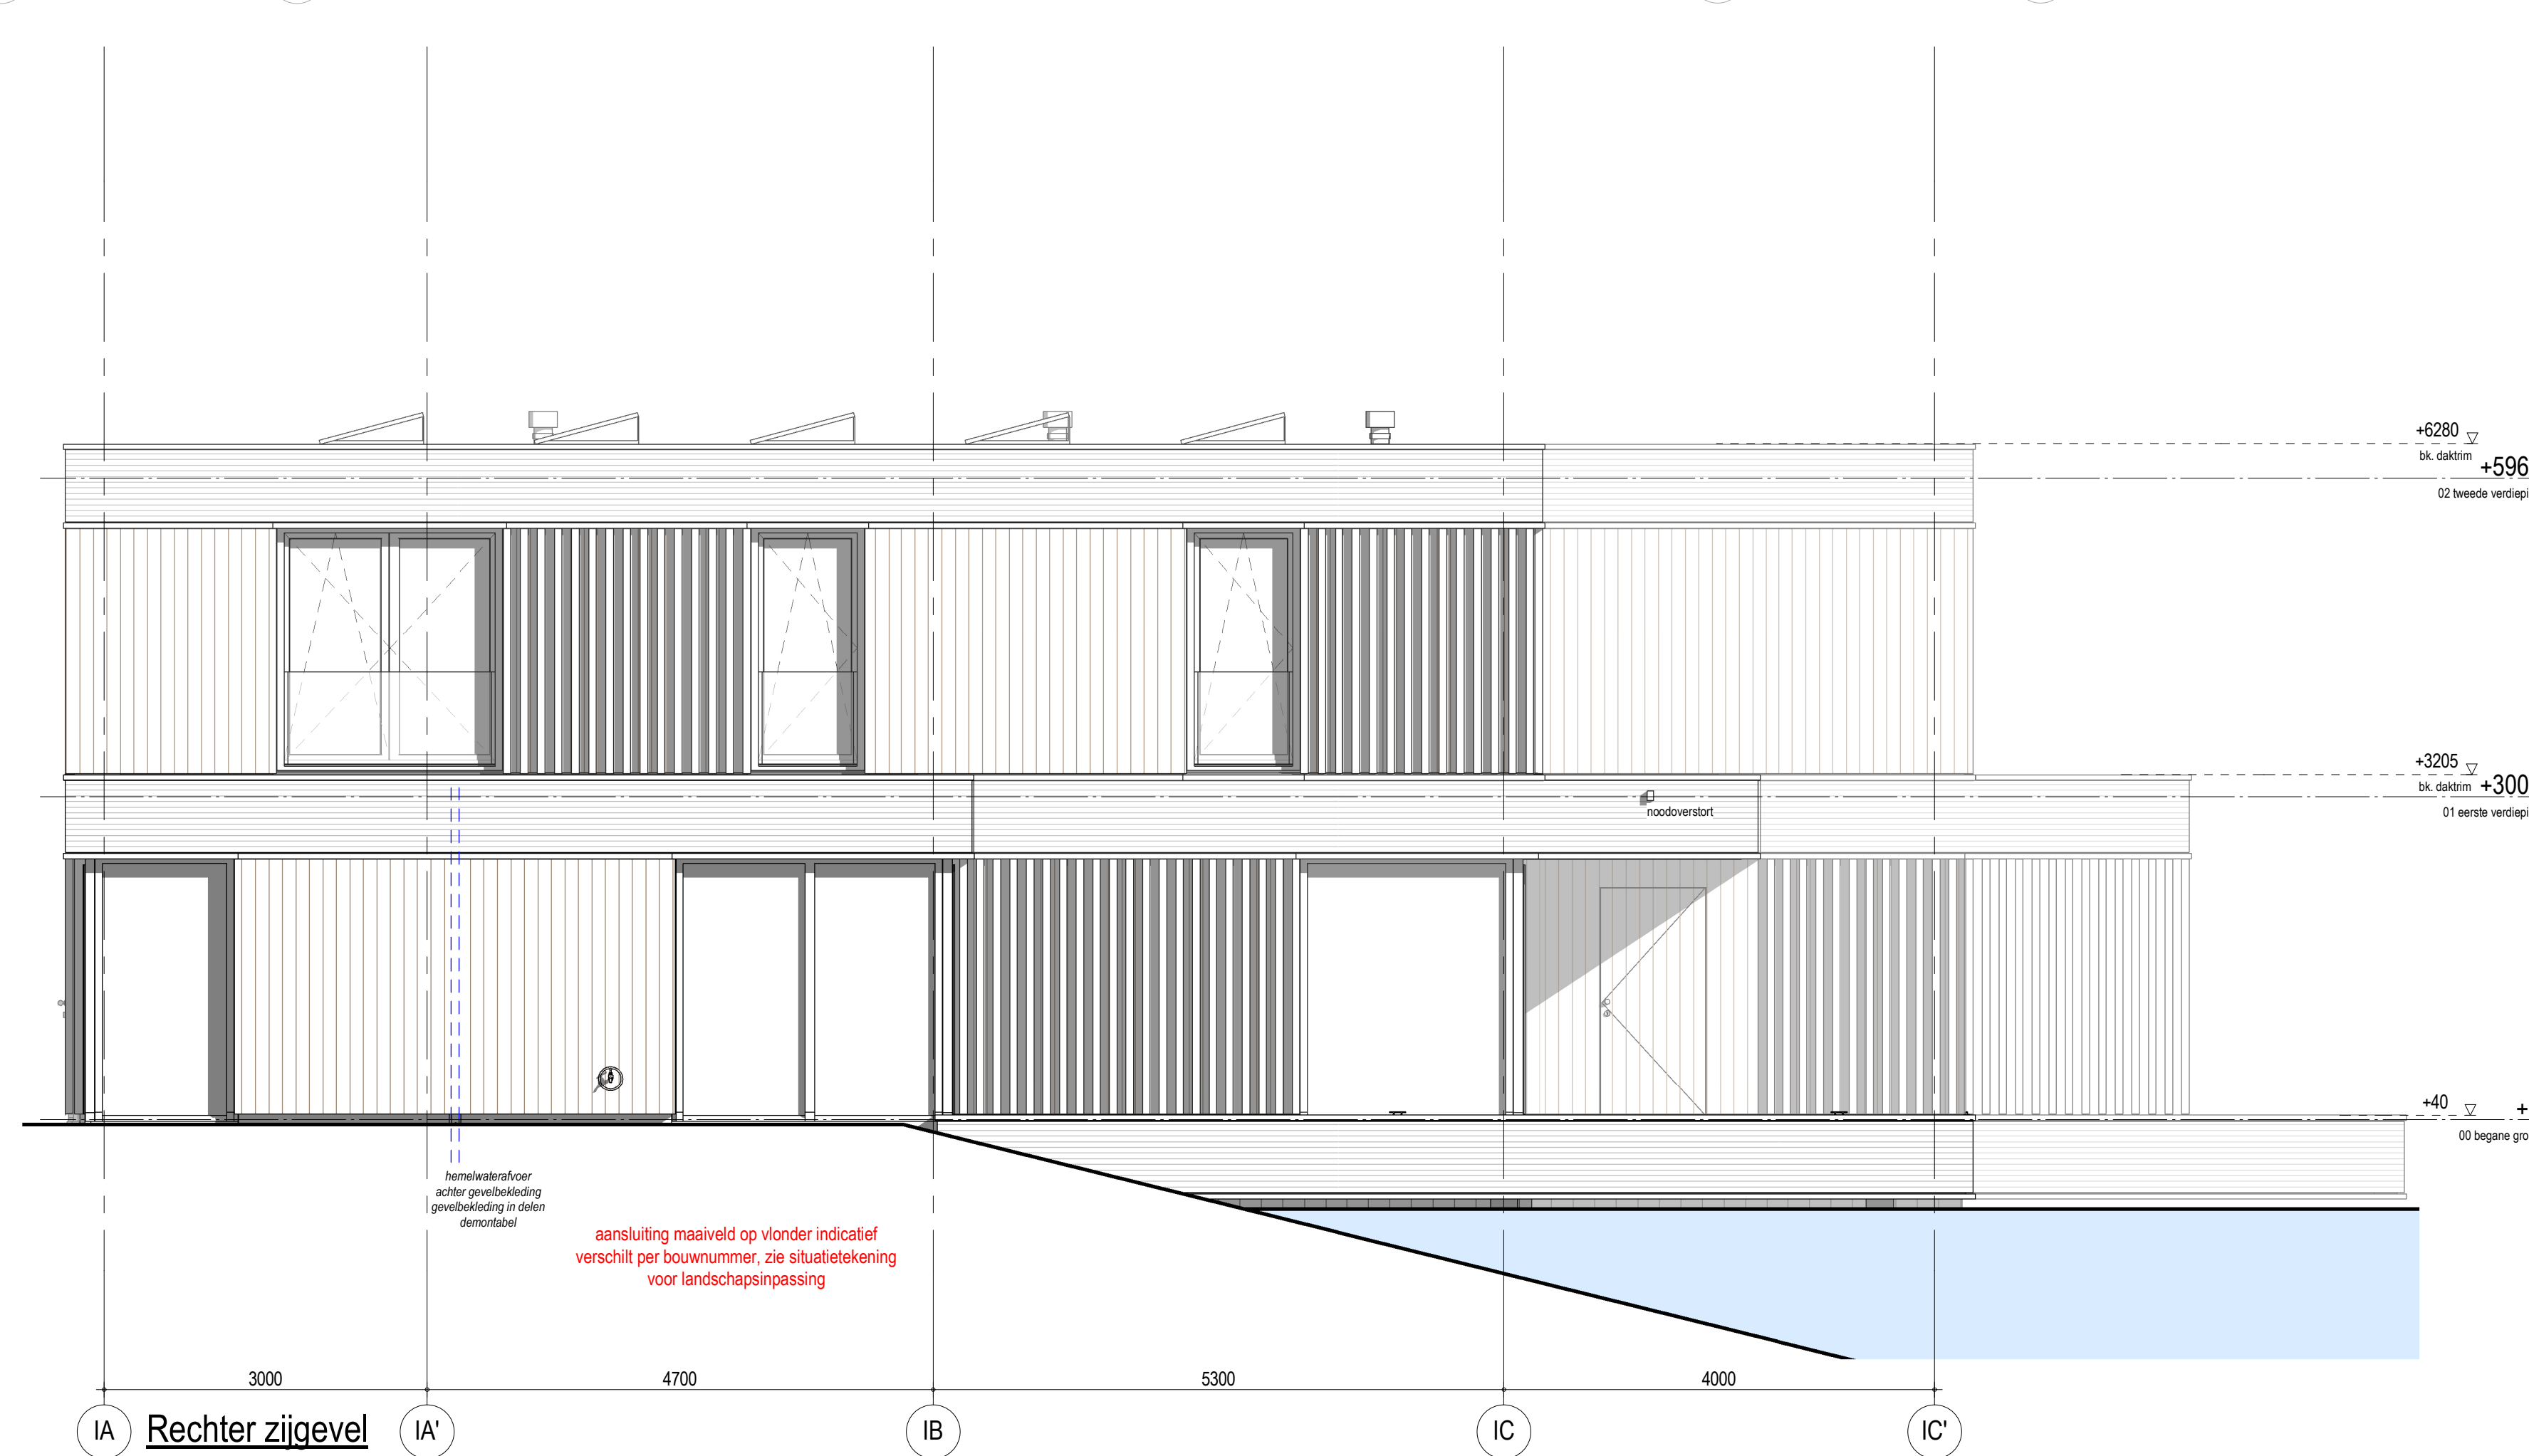 +6280
bk. daktrim
+596
02 tweede verdiepi
+3205
bk. daktrim
+300
01 eerste verdiepi
noodoverstort
+40
+
00 begane gro
hemelwaterafvoer
achter gevelbekleding
gevelbekleding in delen
demontabel
aansluiting maaiveld op vlonder indicatief
verschilt per bouwnummer, zie situatietekening
voor landschapsinpassing
3000
4700
5300
4000
IA
Rechter zijgevel
IA'
IB
IC
IC'